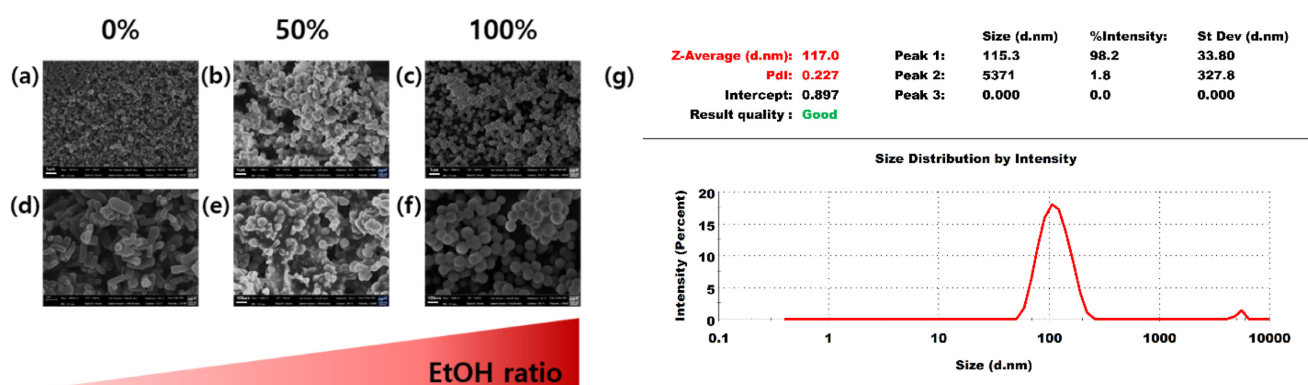 0% 50% 100%
(a) (b) (c)
(d) (e) (f)
EtOH ratio
(g)
Size (d.nm) %Intensity: St Dev (d.nm)
Z-Average (d.nm): 117.0 Peak 1: 115.3 98.2 33.80
PdI: 0.227 Peak 2: 5371 1.8 327.8
Intercept: 0.897 Peak 3: 0.000 0.0 0.000
Result quality : Good
Size Distribution by Intensity
Intensity (Percent)
20
15
10
5
0
0.1 1 10 100 1000 10000
Size (d.nm)